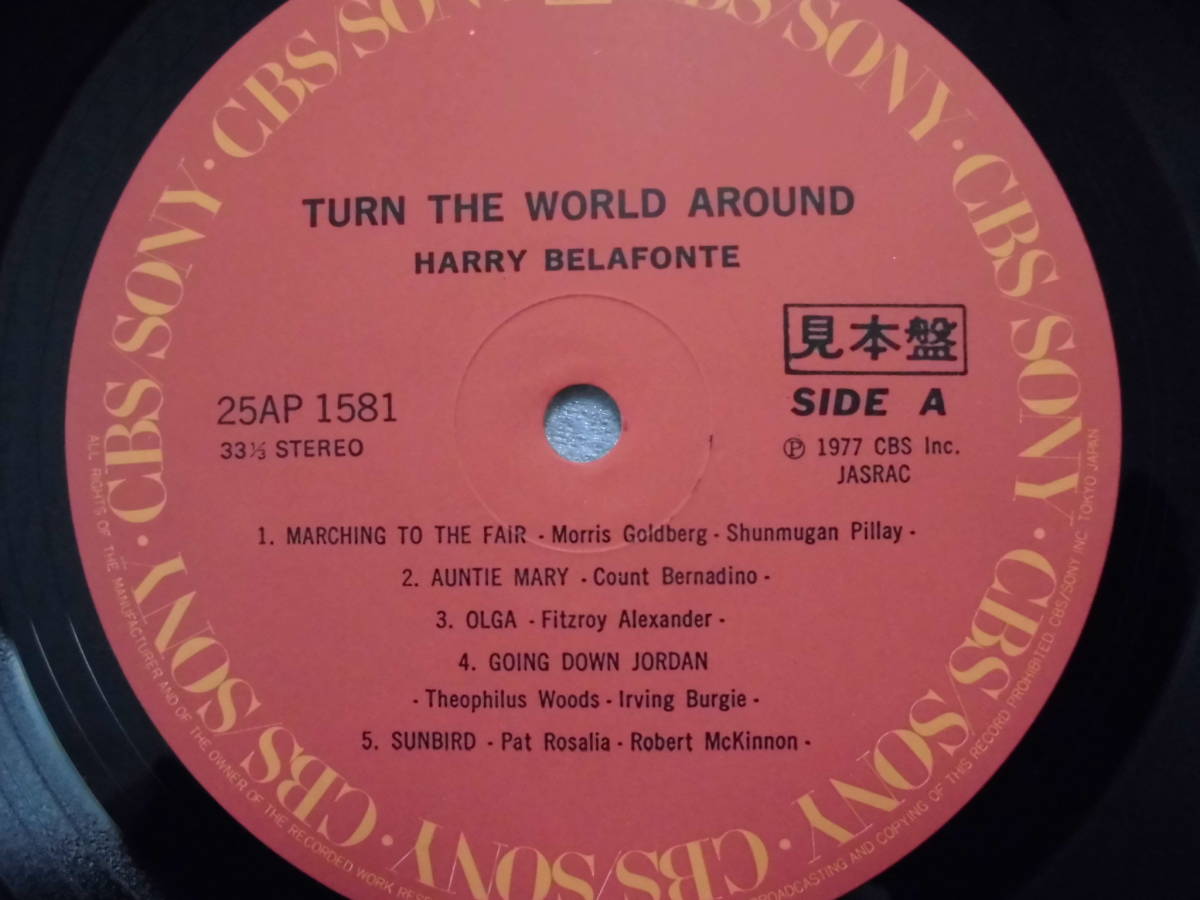 CBS/SONY · CBS/SONY · CBS/SONY · CBS/SONY · CBS/SONY · CBS/SONY · CBS/SONY · CBS/SONY
TURN THE WORLD AROUND
HARRY BELAFONTE
見本盤
25AP 1581
SIDE A
33⅓ STEREO
℗ 1977 CBS Inc.
JASRAC
1. MARCHING TO THE FAIR - Morris Goldberg - Shunmugan Pillay -
2. AUNTIE MARY - Count Bernadino -
3. OLGA - Fitzroy Alexander -
4. GOING DOWN JORDAN
- Theophilus Woods - Irving Burgie -
5. SUNBIRD - Pat Rosalia - Robert McKinnon -
ALL RIGHTS OF THE MANUFACTURER AND OF THE OWNER OF THE RECORDED WORK BROADCASTING AND COPYING OF THIS RECORD PROHIBITED. CBS/SONY INC. TOKYO JAPAN